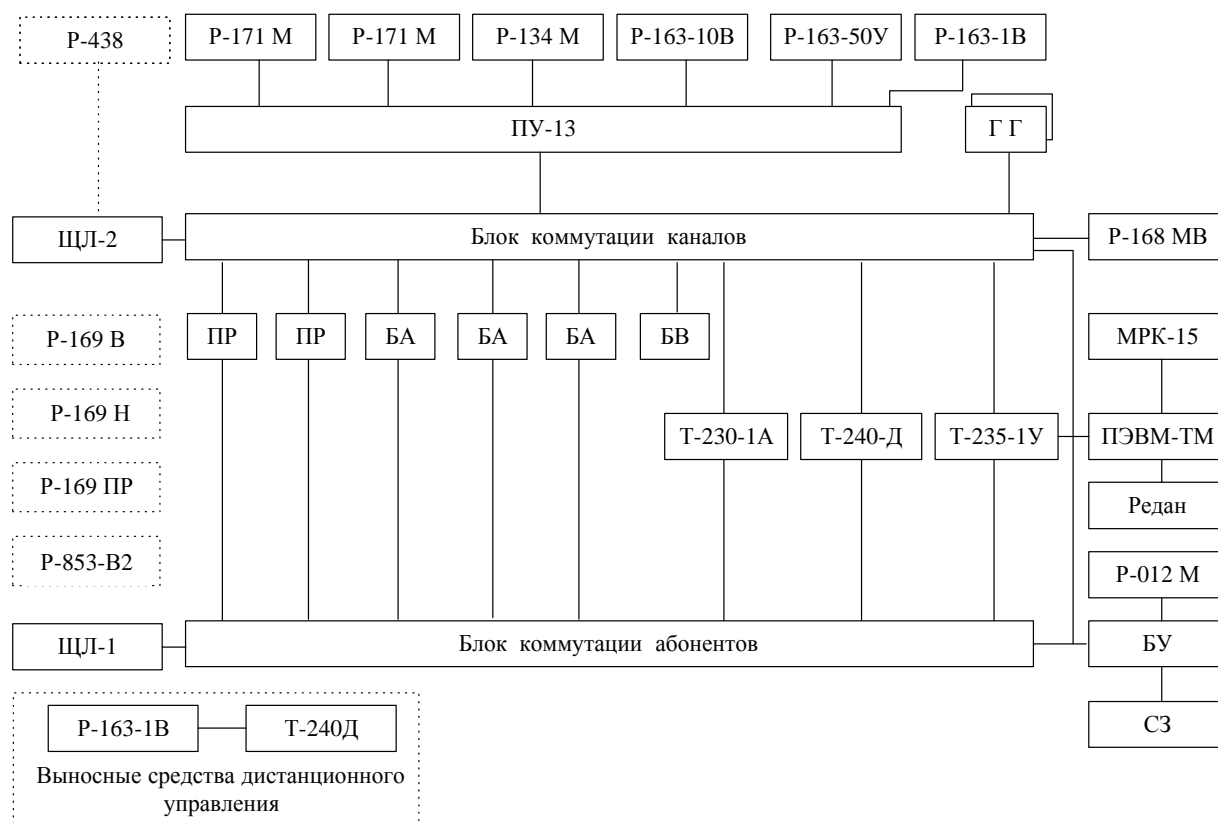 Р-438
Р-171 М
Р-171 М
Р-134 М
Р-163-10В
Р-163-50У
Р-163-1В
ПУ-13
Г Г
ЩЛ-2
Блок коммутации каналов
Р-168 МВ
Р-169 В
ПР
ПР
БА
БА
БА
БВ
МРК-15
Р-169 Н
Т-230-1А
Т-240-Д
Т-235-1У
ПЭВМ-ТМ
Р-169 ПР
Редан
Р-853-В2
Р-012 М
ЩЛ-1
Блок коммутации абонентов
БУ
Р-163-1В
Т-240Д
СЗ
Выносные средства дистанционного
управления